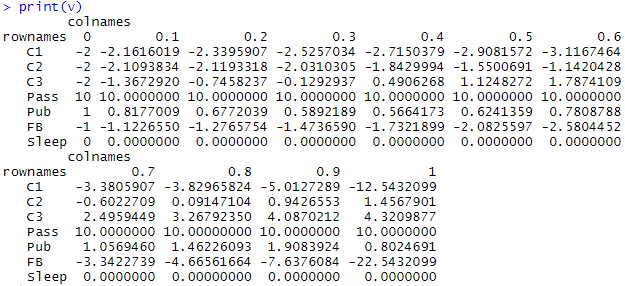 > print(v)
colnames
rownames 0 0.1 0.2 0.3 0.4 0.5 0.6
C1 -2 -2.1616019 -2.3395907 -2.5257034 -2.7150379 -2.9081572 -3.1167464
C2 -2 -2.1093834 -2.1193318 -2.0310305 -1.8429994 -1.5500691 -1.1420428
C3 -2 -1.3672920 -0.7458237 -0.1292937 0.4906268 1.1248272 1.7874109
Pass 10 10.0000000 10.0000000 10.0000000 10.0000000 10.0000000 10.0000000
Pub 1 0.8177009 0.6772039 0.5892189 0.5664173 0.6241359 0.7808788
FB -1 -1.1226550 -1.2765754 -1.4736590 -1.7321899 -2.0825597 -2.5804452
Sleep 0 0.0000000 0.0000000 0.0000000 0.0000000 0.0000000 0.0000000
colnames
rownames 0.7 0.8 0.9 1
C1 -3.3805907 -3.82965824 -5.0127289 -12.5432099
C2 -0.6022709 0.09147104 0.9426553 1.4567901
C3 2.4959449 3.26792350 4.0870212 4.3209877
Pass 10.0000000 10.00000000 10.0000000 10.0000000
Pub 1.0569460 1.46226093 1.9083924 0.8024691
FB -3.3422739 -4.66561664 -7.6376084 -22.5432099
Sleep 0.0000000 0.00000000 0.0000000 0.0000000